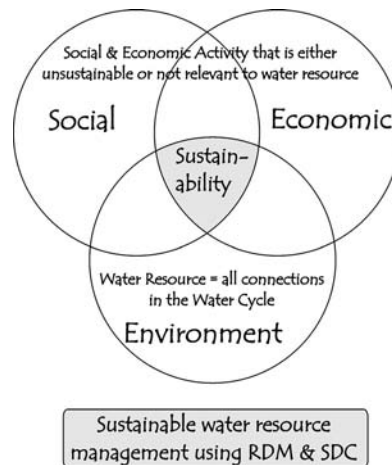 Social & Economic Activity that is either
unsustainable or not relevant to water resource
Social
Economic
Sustain-
ability
Water Resource = all connections
in the Water Cycle
Environment
Sustainable water resource
management using RDM & SDC